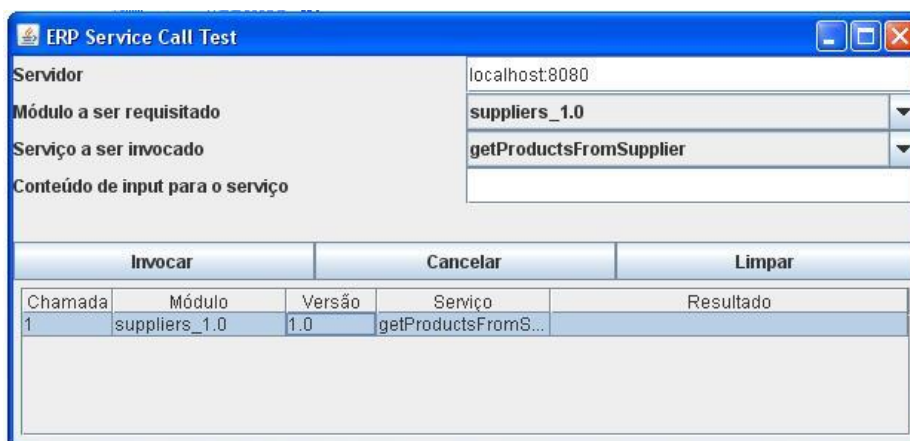 ERP Service Call Test
Servidor localhost:8080
Módulo a ser requisitado suppliers_1.0
Serviço a ser invocado getProductsFromSupplier
Conteúdo de input para o serviço
Invocar Cancelar Limpar
Chamada Módulo Versão Serviço Resultado
1 suppliers_1.0 1.0 getProductsFromS...